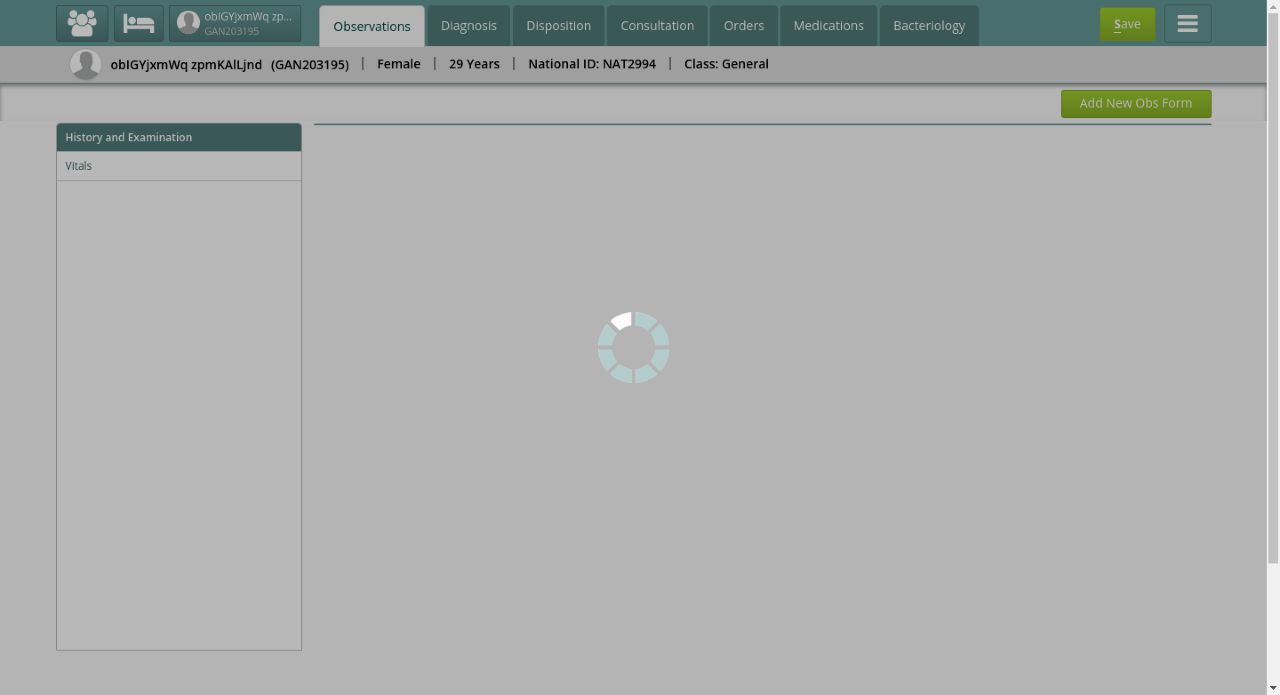 obIGYjxmWq zp...
GAN203195
Observations
Diagnosis
Disposition
Consultation
Orders
Medications
Bacteriology
Save
obIGYjxmWq zpmKAlLjnd (GAN203195) | Female | 29 Years | National ID: NAT2994 | Class: General
Add New Obs Form
History and Examination
Vitals